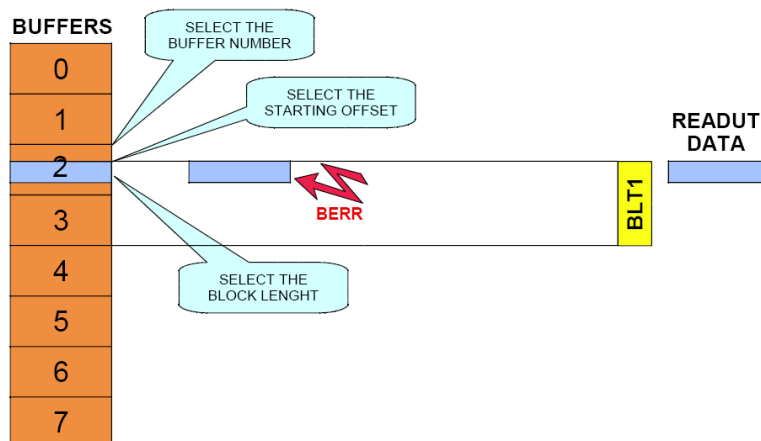 BUFFERS
SELECT THE
BUFFER NUMBER
0
SELECT THE
STARTING OFFSET
1
READUT
DATA
2
BERR
BLT1
3
SELECT THE
BLOCK LENGHT
4
5
6
7